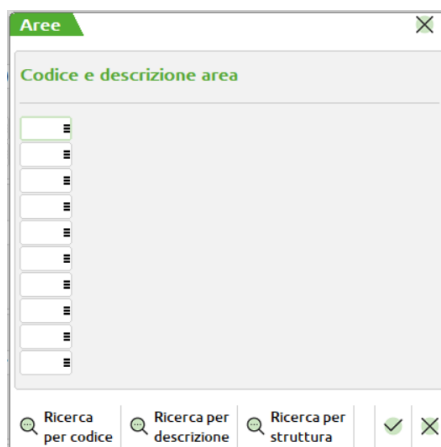 Aree
Codice e descrizione area
Ricerca
per codice
Ricerca per
descrizione
Ricerca per
struttura